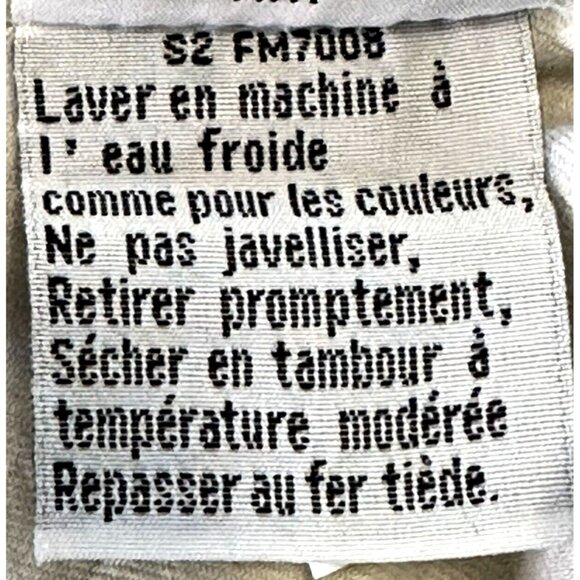 S2 FM7008
Laver en machine à
l' eau froide
comme pour les couleurs,
Ne pas javelliser,
Retirer promptement,
Sécher en tambour à
température modérée
Repasser au fer tiède.